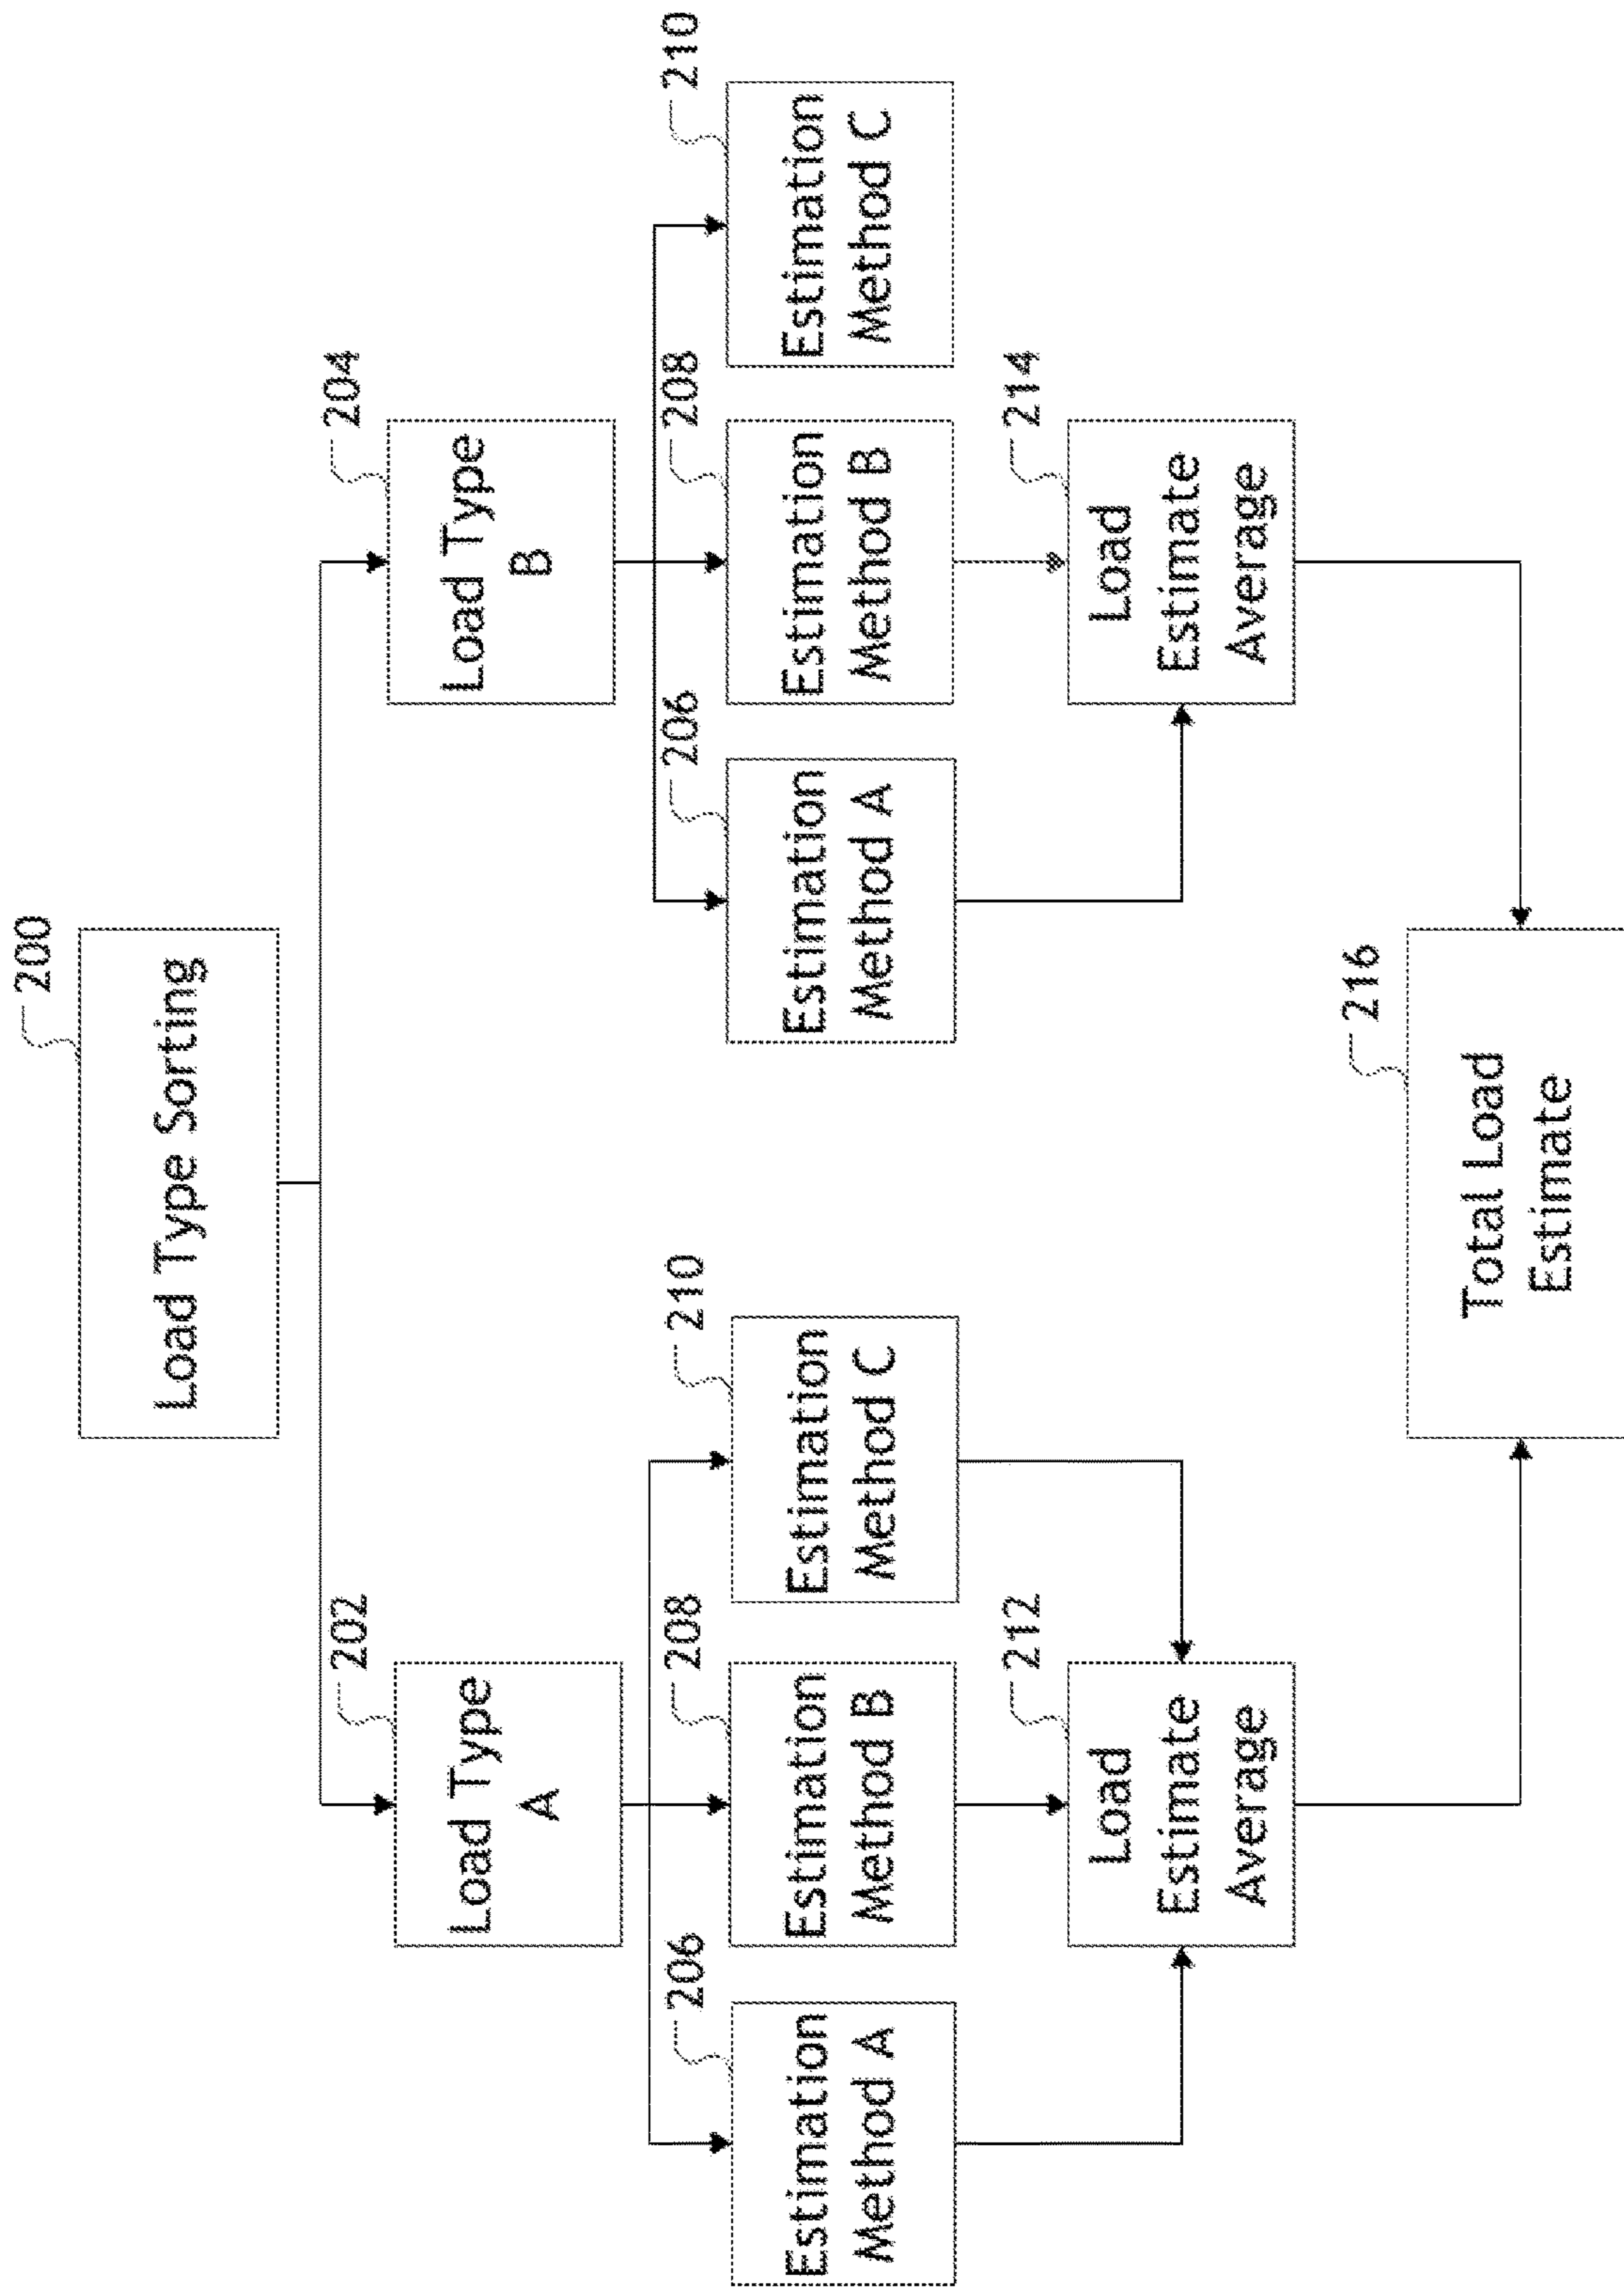 200
Load Type Sorting
202
Load Type
A
204
Load Type
B
206
Estimation
Method A
208
Estimation
Method B
210
Estimation
Method C
206
Estimation
Method A
208
Estimation
Method B
210
Estimation
Method C
212
Load
Estimate
Average
214
Load
Estimate
Average
216
Total Load
Estimate